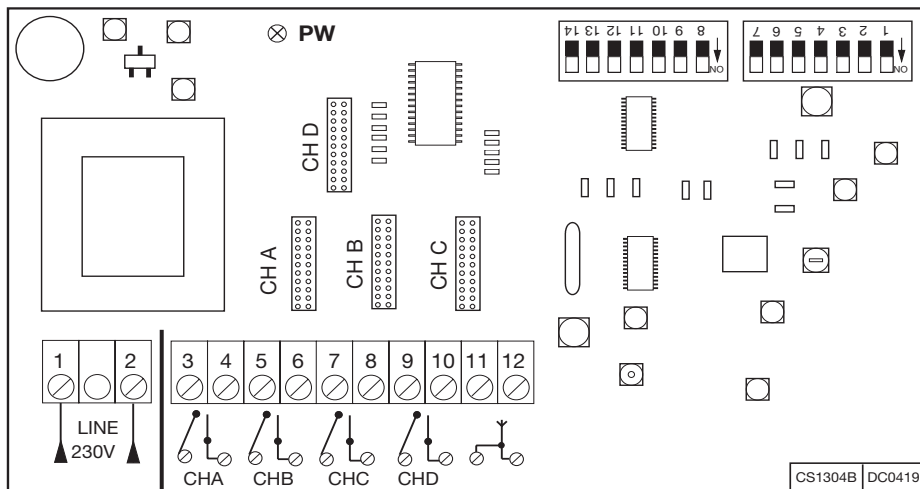 PW
14 13 12 11 10 9 8
ON
7 6 5 4 3 2 1
ON
CH D
CH A
CH B
CH C
1 2
3 4 5 6 7 8 9 10 11 12
LINE
230V
CHA CHB CHC CHD
CS1304B DC0419